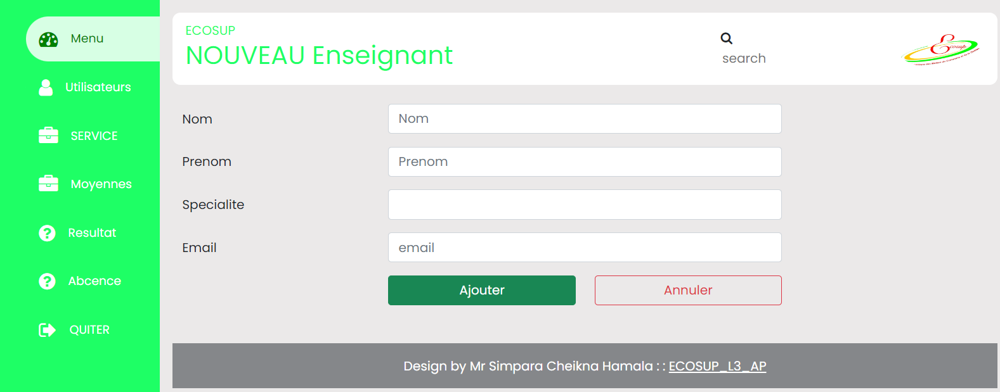 Menu
Utilisateurs
SERVICE
Moyennes
Resultat
Abcence
QUITER
ECOSUP
NOUVEAU Enseignant
search
Ecosup
Nom
Nom
Prenom
Prenom
Specialite
Email
email
Ajouter
Annuler
Design by Mr Simpara Cheikna Hamala : : ECOSUP_L3_AP